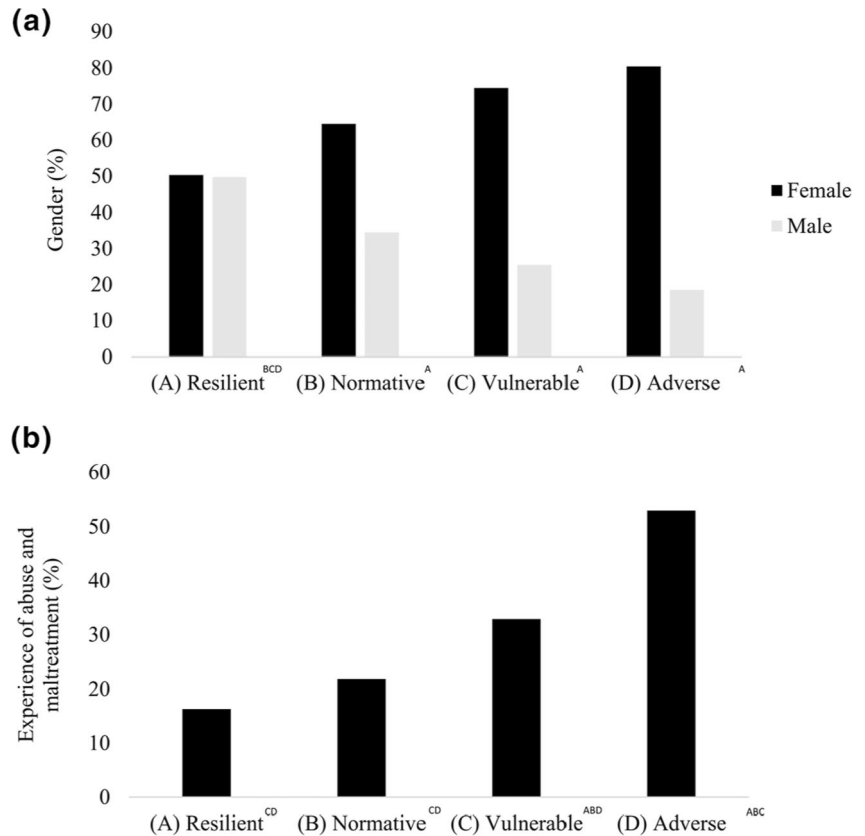 (a)
90
80
70
60
50
40
30
20
10
0
Gender (%)
Female
Male
(A) Resilient BCD
(B) Normative A
(C) Vulnerable A
(D) Adverse A
(b)
60
50
40
30
20
10
0
Experience of abuse and
maltreatment (%)
(A) Resilient CD
(B) Normative CD
(C) Vulnerable ABD
(D) Adverse ABC